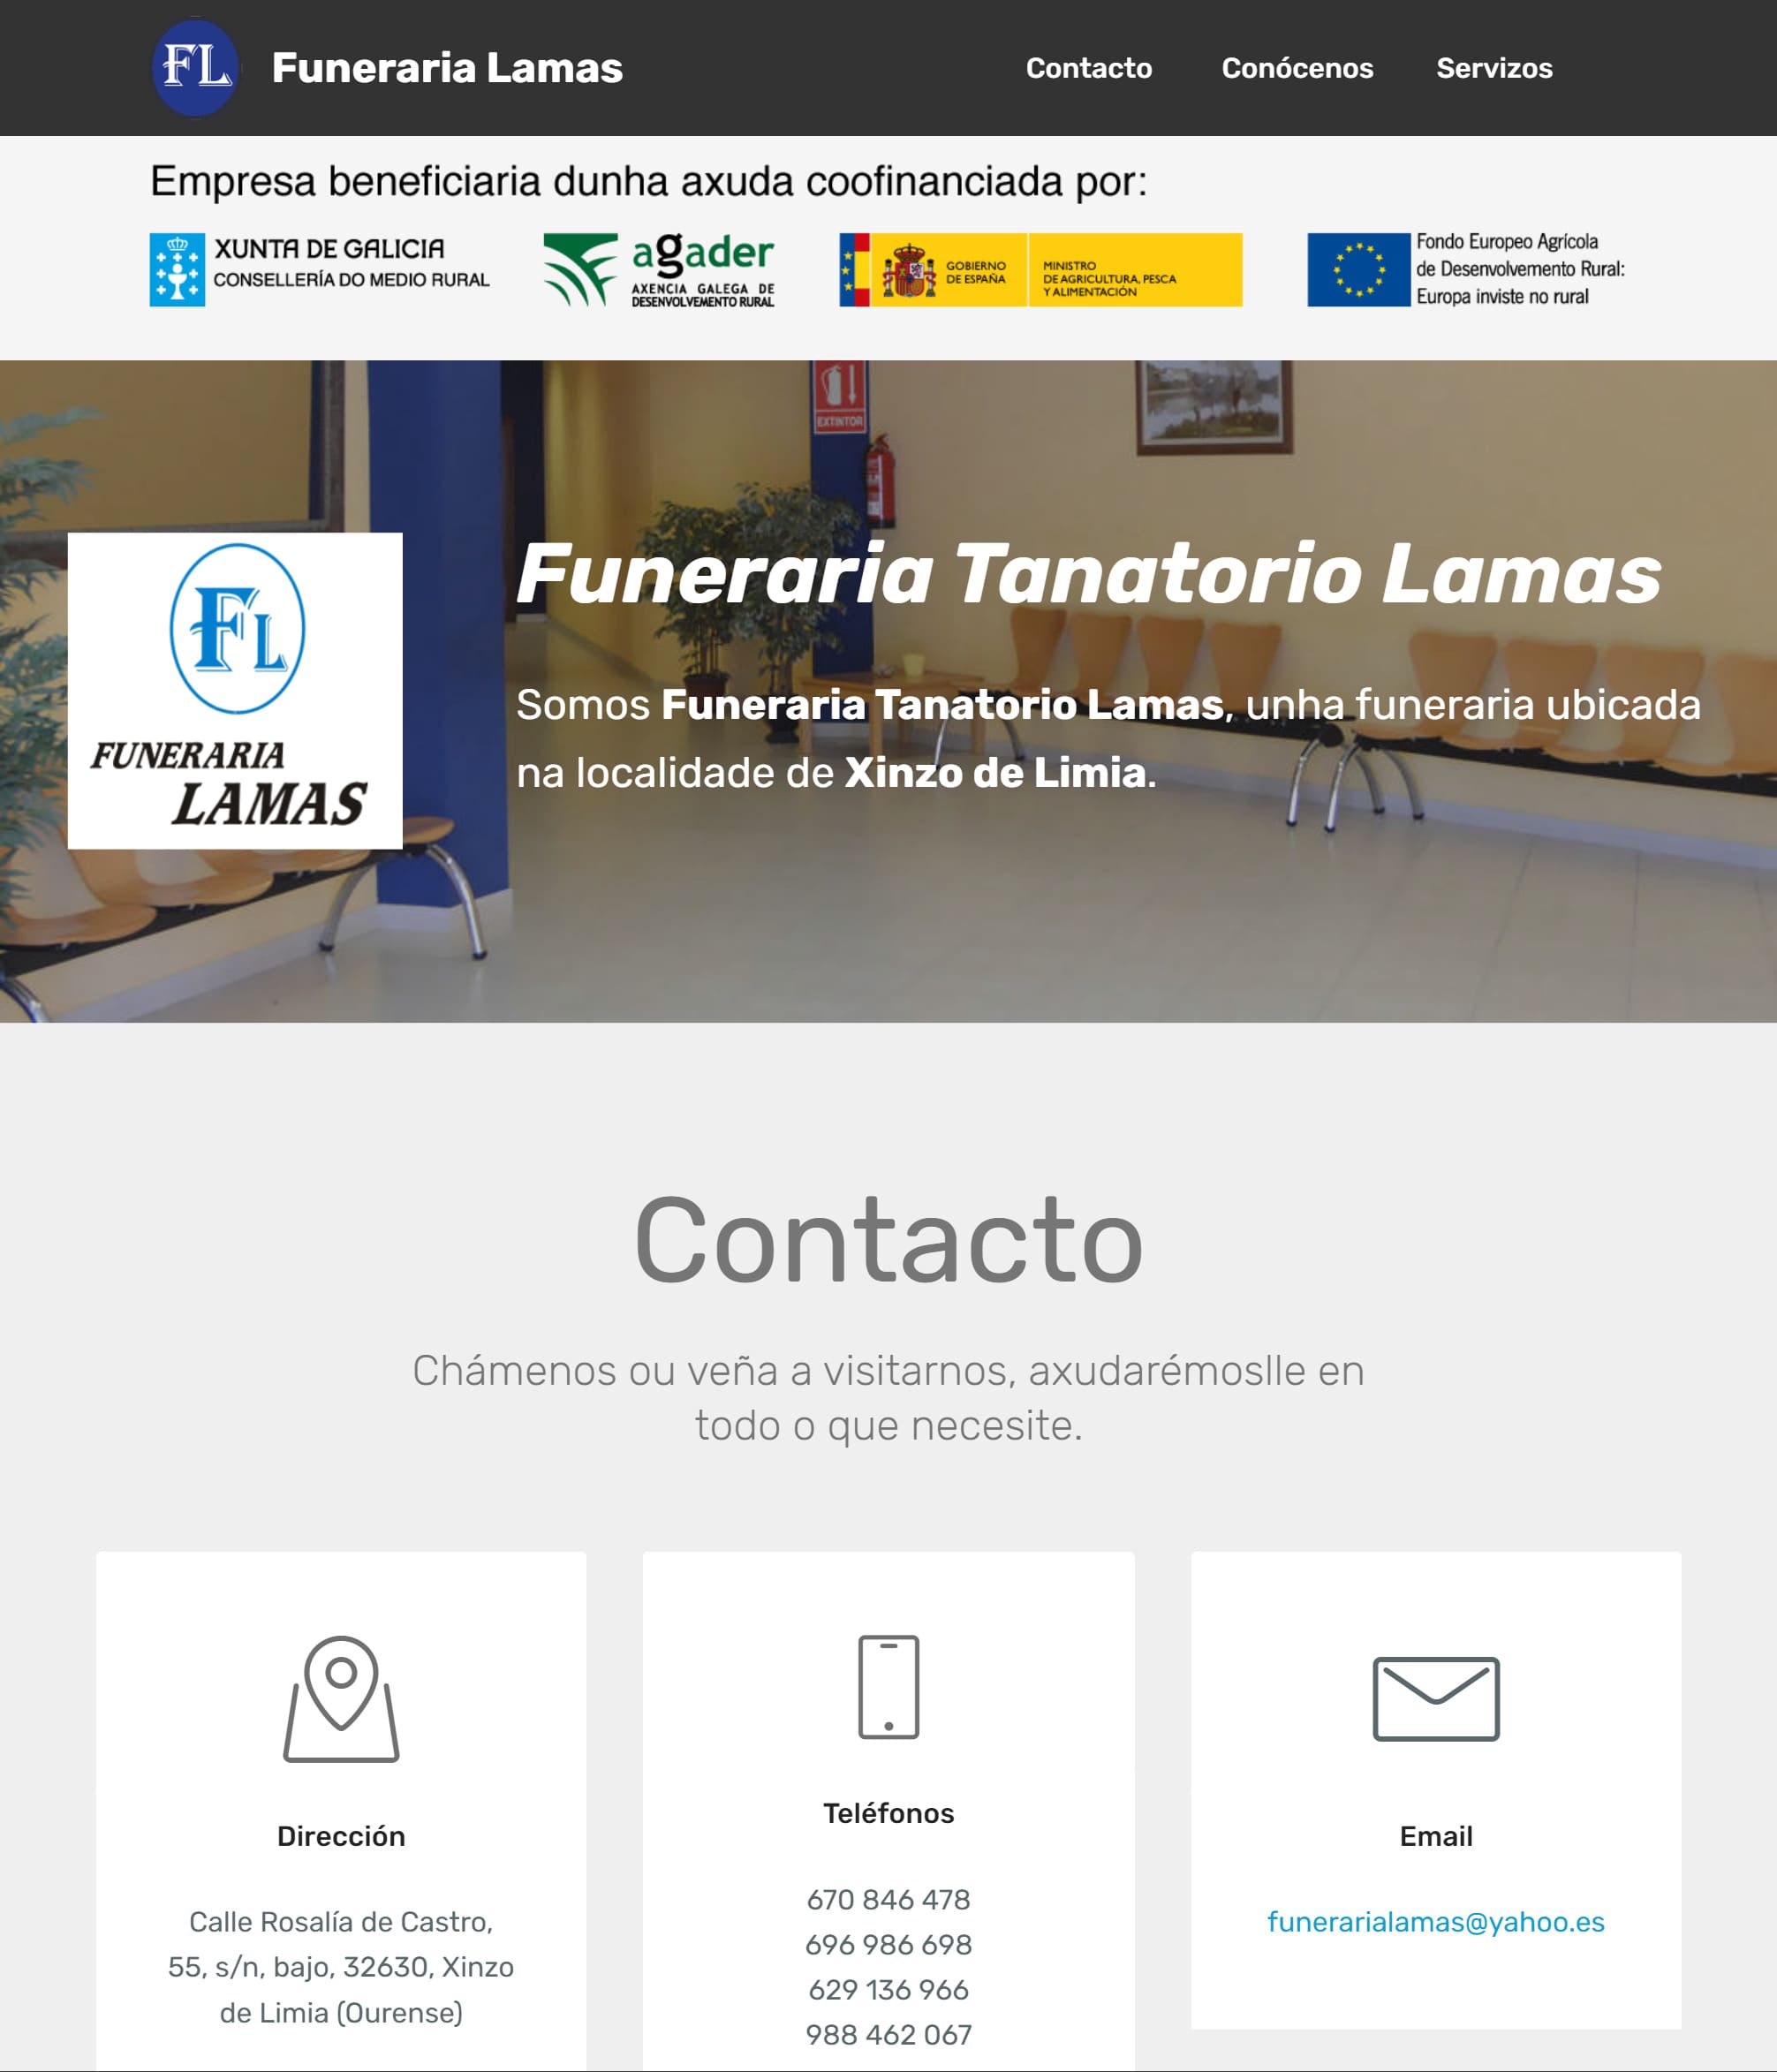 FL
Funeraria Lamas
Contacto
Conócenos
Servizos
Empresa beneficiaria dunha axuda coofinanciada por:
XUNTA DE GALICIA
CONSELLERÍA DO MEDIO RURAL
agader
AXENCIA GALEGA DE
DESENVOLVEMENTO RURAL
GOBIERNO
DE ESPAÑA
MINISTRO
DE AGRICULTURA, PESCA
Y ALIMENTACIÓN
Fondo Europeo Agrícola
de Desenvolvemento Rural:
Europa inviste no rural
EXTINTOR
FL
FUNERARIA
LAMAS
Funeraria Tanatorio Lamas
Somos Funeraria Tanatorio Lamas, unha funeraria ubicada
na localidade de Xinzo de Limia.
Contacto
Chámenos ou veña a visitarnos, axudarémoslle en
todo o que necesite.
Dirección
Calle Rosalía de Castro,
55, s/n, bajo, 32630, Xinzo
de Limia (Ourense)
Teléfonos
670 846 478
696 986 698
629 136 966
988 462 067
Email
funerarialamas@yahoo.es